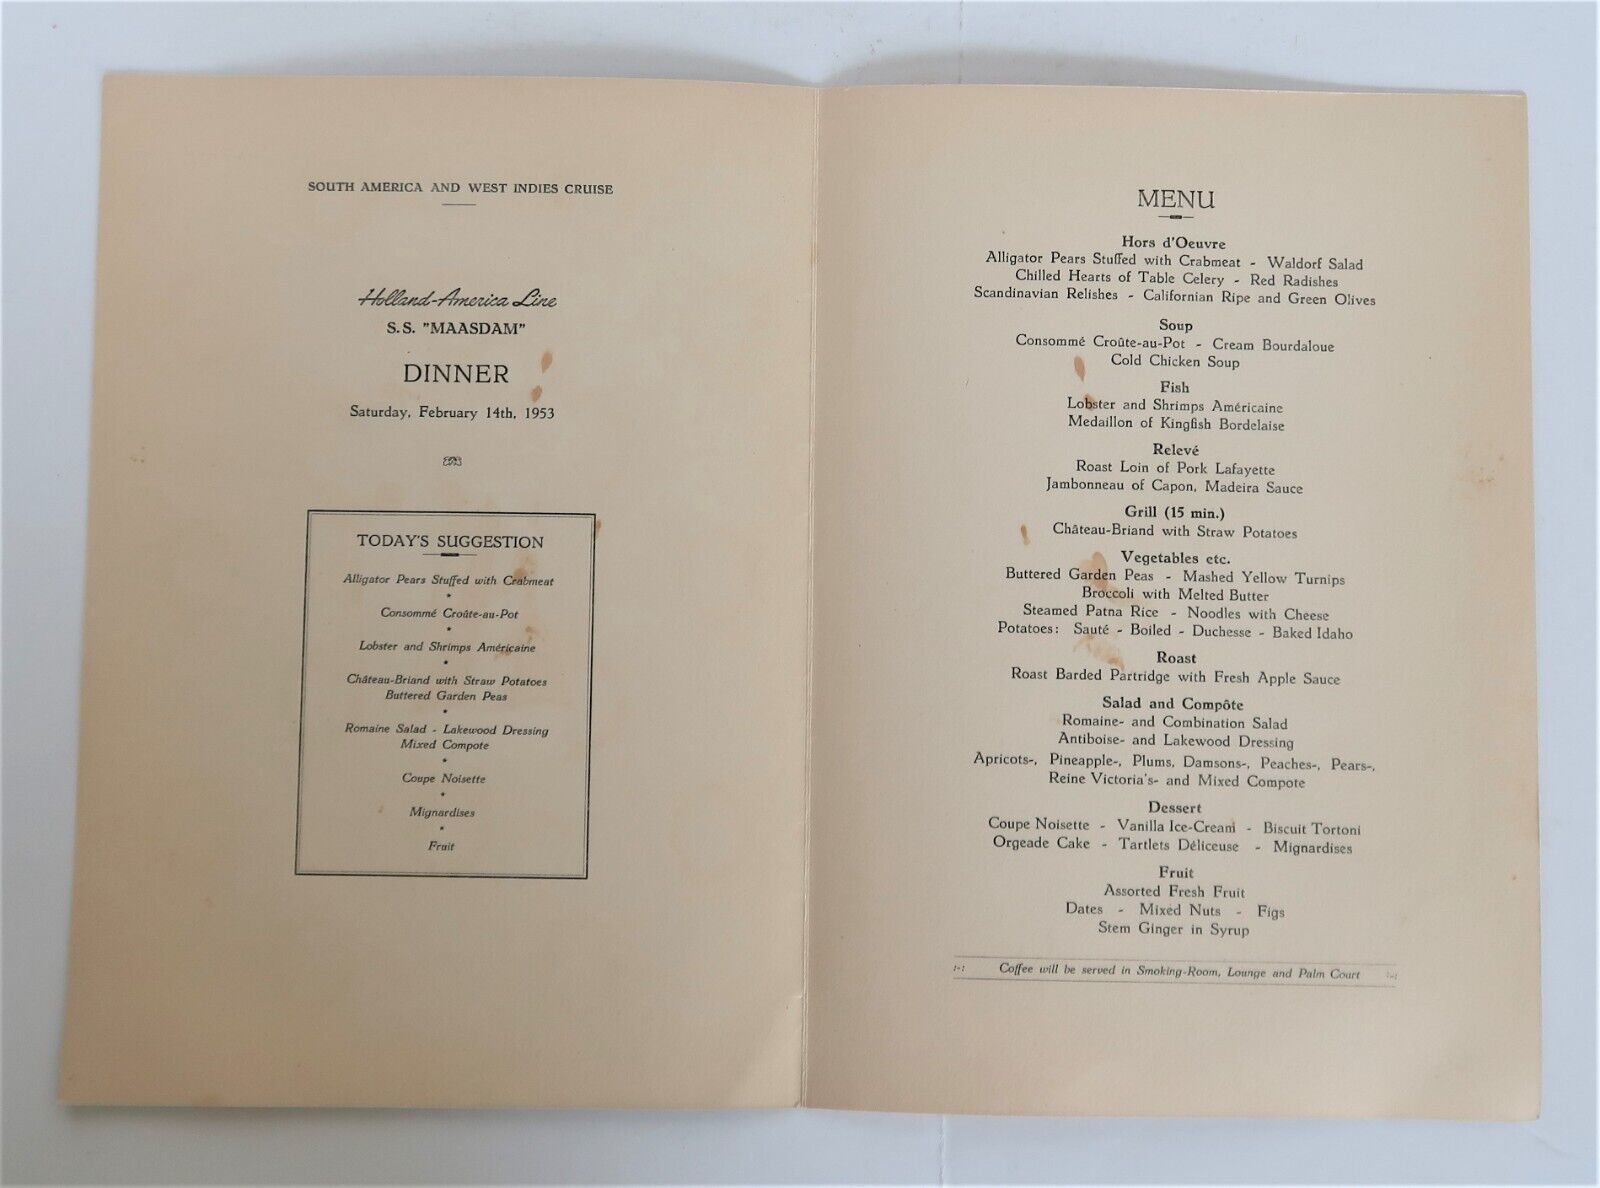 SOUTH AMERICA AND WEST INDIES CRUISE
Holland-America Line
S.S. "MAASDAM"
DINNER
Saturday, February 14th, 1953
TODAY'S SUGGESTION
Alligator Pears Stuffed with Crabmeat
*
Consommé Croûte-au-Pot
*
Lobster and Shrimps Américaine
*
Château-Briand with Straw Potatoes
Buttered Garden Peas
*
Romaine Salad - Lakewood Dressing
Mixed Compote
*
Coupe Noisette
*
Mignardises
*
Fruit
MENU
Hors d'Oeuvre
Alligator Pears Stuffed with Crabmeat - Waldorf Salad
Chilled Hearts of Table Celery - Red Radishes
Scandinavian Relishes - Californian Ripe and Green Olives
Soup
Consommé Croûte-au-Pot - Cream Bourdaloue
Cold Chicken Soup
Fish
Lobster and Shrimps Américaine
Medaillon of Kingfish Bordelaise
Relevé
Roast Loin of Pork Lafayette
Jambonneau of Capon, Madeira Sauce
Grill (15 min.)
Château-Briand with Straw Potatoes
Vegetables etc.
Buttered Garden Peas - Mashed Yellow Turnips
Broccoli with Melted Butter
Steamed Patna Rice - Noodles with Cheese
Potatoes: Sauté - Boiled - Duchesse - Baked Idaho
Roast
Roast Barded Partridge with Fresh Apple Sauce
Salad and Compôte
Romaine- and Combination Salad
Antiboise- and Lakewood Dressing
Apricots-, Pineapple-, Plums, Damsons-, Peaches-, Pears-,
Reine Victoria's- and Mixed Compote
Dessert
Coupe Noisette - Vanilla Ice-Cream - Biscuit Tortoni
Orgeade Cake - Tartlets Déliceuse - Mignardises
Fruit
Assorted Fresh Fruit
Dates - Mixed Nuts - Figs
Stem Ginger in Syrup
:-: Coffee will be served in Smoking-Room, Lounge and Palm Court :-: